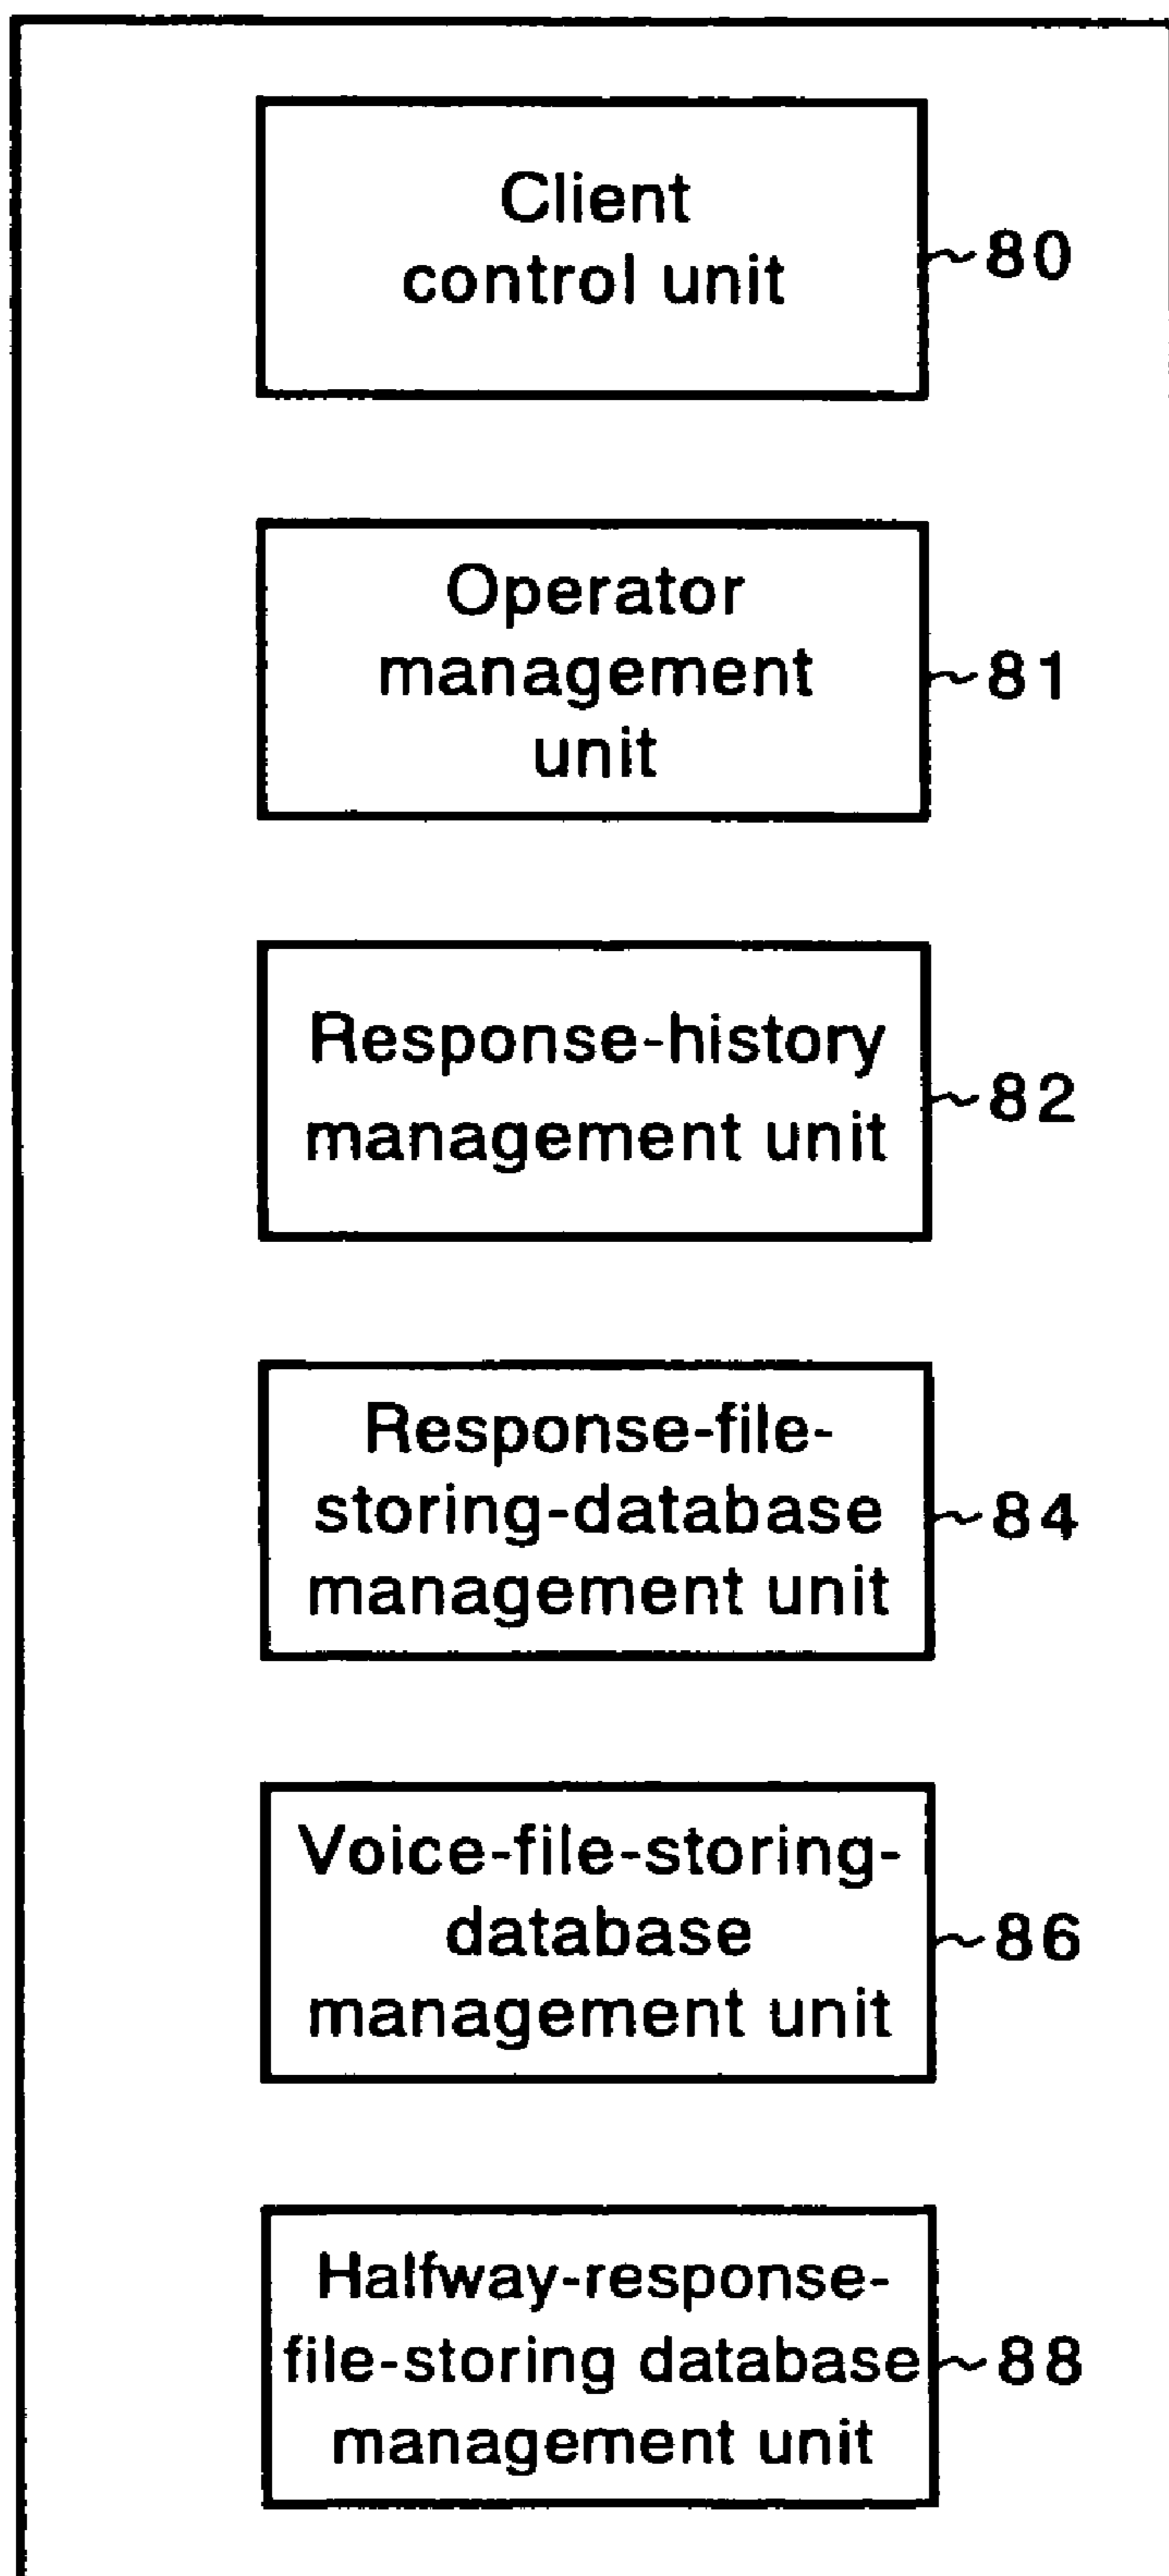 Client
control unit
80
Operator
management
unit
81
Response-history
management unit
82
Response-file-
storing-database
management unit
84
Voice-file-storing-
database
management unit
86
Halfway-response-
file-storing database
management unit
88